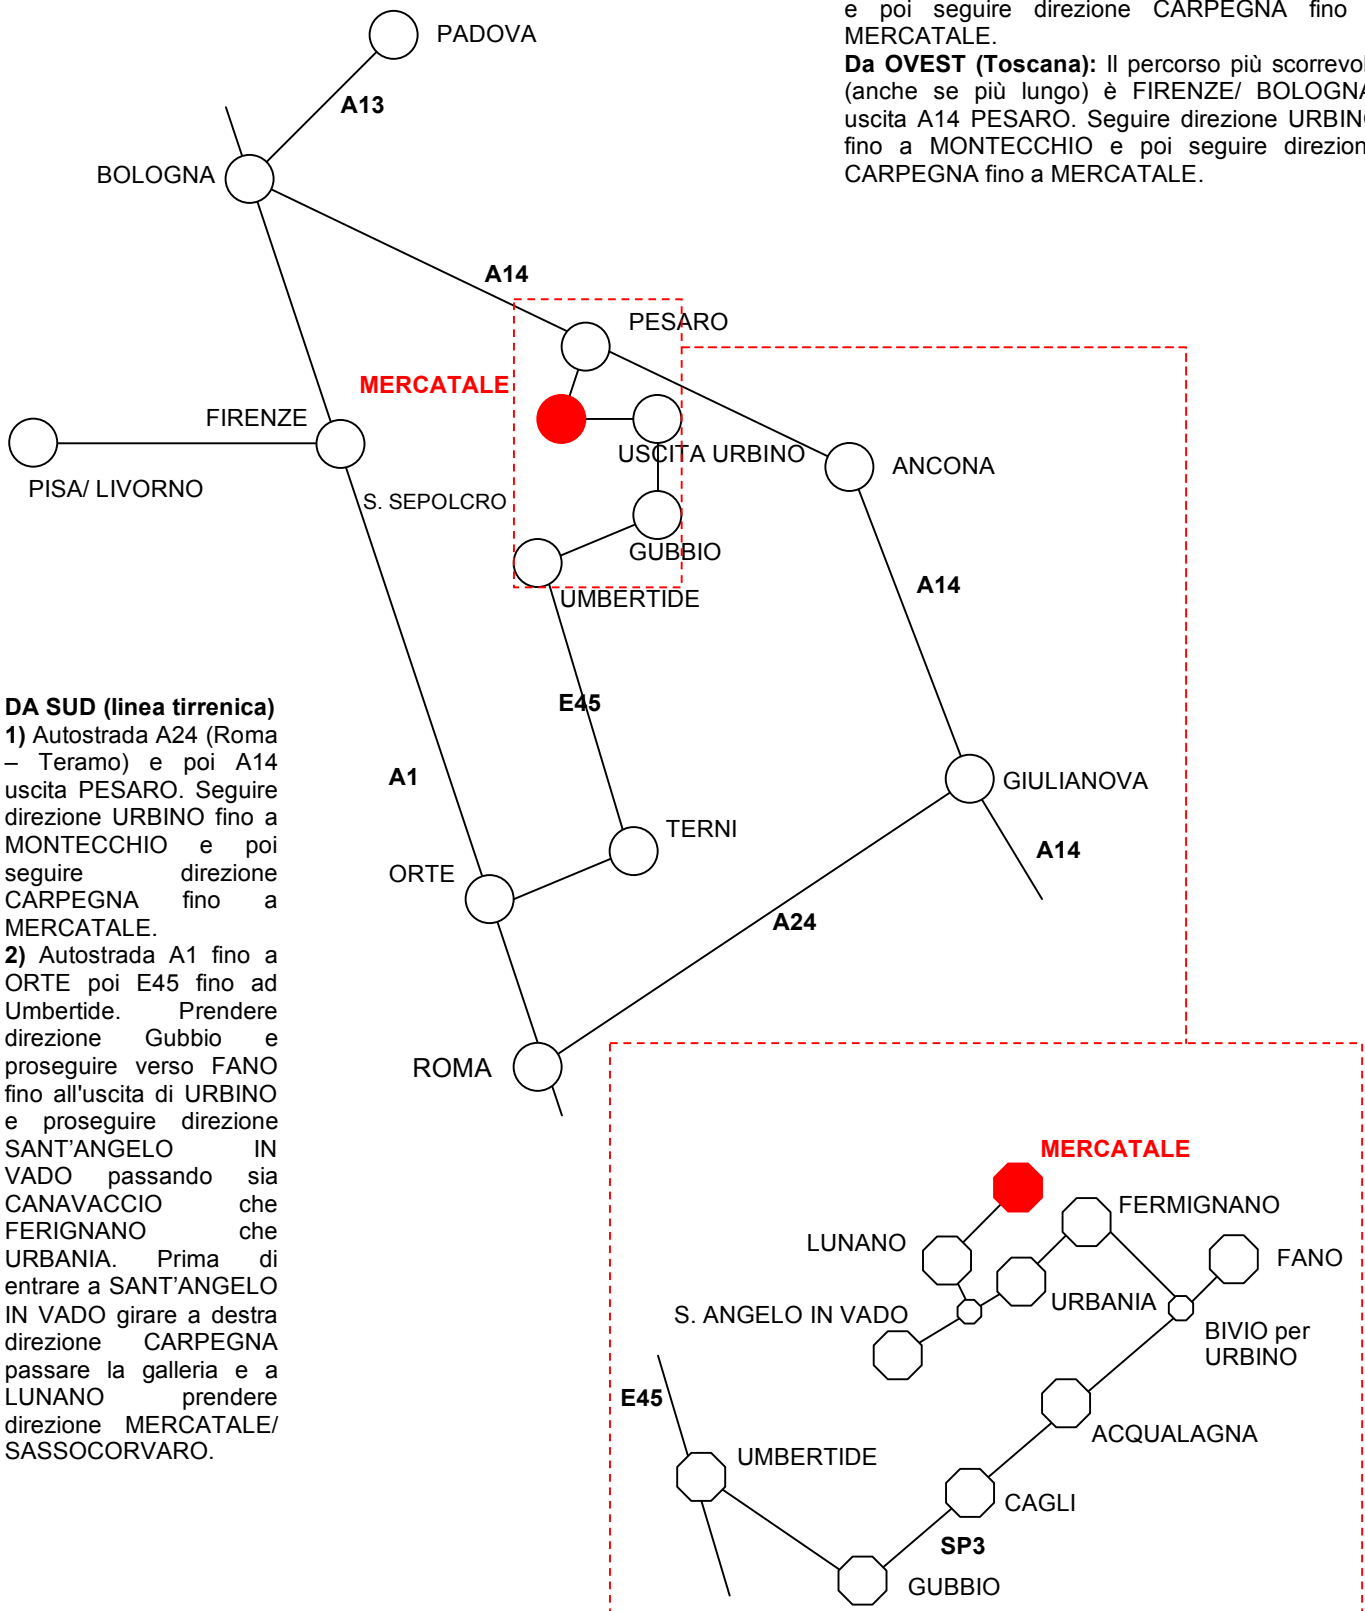 e poi seguire direzione CARPEGNA fino
MERCATALE.
Da OVEST (Toscana): Il percorso più scorrevol
(anche se più lungo) è FIRENZE/ BOLOGNA
uscita A14 PESARO. Seguire direzione URBINO
fino a MONTECCHIO e poi seguire direzion
CARPEGNA fino a MERCATALE.
PADOVA
A13
BOLOGNA
A14
PESARO
MERCATALE
FIRENZE
USCITA URBINO
ANCONA
PISA/ LIVORNO
S. SEPOLCRO
GUBBIO
UMBERTIDE
A14
E45
A1
GIULIANOVA
TERNI
A14
ORTE
A24
ROMA
DA SUD (linea tirrenica)
1) Autostrada A24 (Roma
– Teramo) e poi A14
uscita PESARO. Seguire
direzione URBINO fino a
MONTECCHIO e poi
seguire direzione
CARPEGNA fino a
MERCATALE.
2) Autostrada A1 fino a
ORTE poi E45 fino ad
Umbertide. Prendere
direzione Gubbio e
proseguire verso FANO
fino all'uscita di URBINO
e proseguire direzione
SANT’ANGELO IN
VADO passando sia
CANAVACCIO che
FERIGNANO che
URBANIA. Prima di
entrare a SANT’ANGELO
IN VADO girare a destra
direzione CARPEGNA
passare la galleria e a
LUNANO prendere
direzione MERCATALE/
SASSOCORVARO.
MERCATALE
FERMIGNANO
LUNANO
FANO
URBANIA
S. ANGELO IN VADO
BIVIO per
URBINO
E45
ACQUALAGNA
UMBERTIDE
CAGLI
SP3
GUBBIO